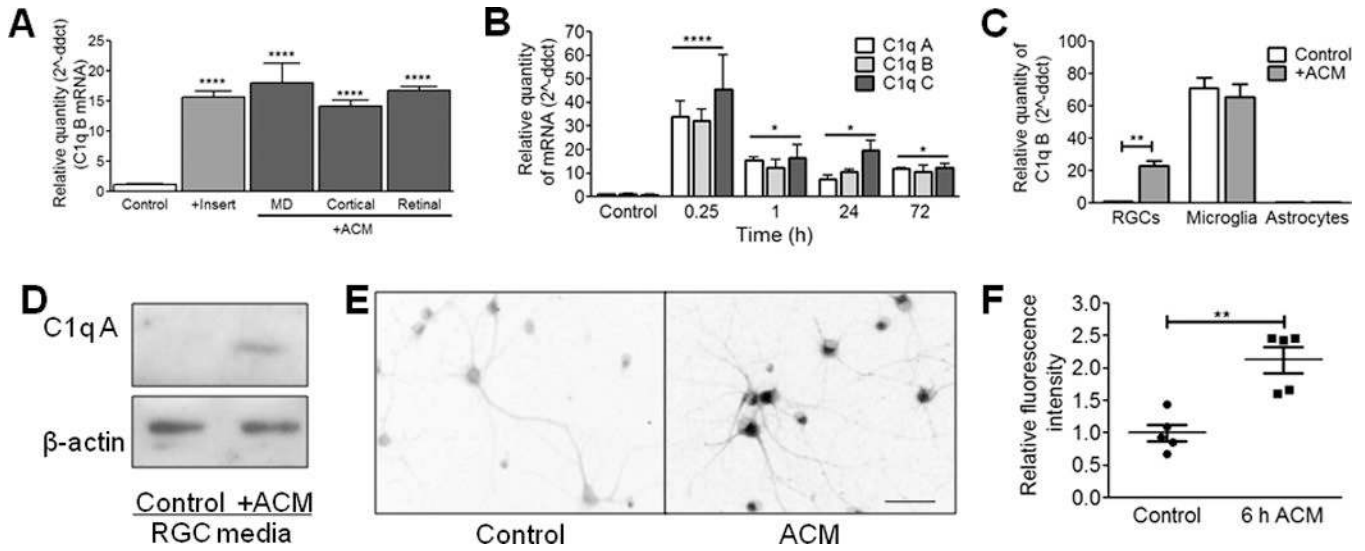 A
Relative quantity (2^-ddct)
(C1q B mRNA)
25
20
15
10
5
0
****
****
****
****
Control
+Insert
MD
Cortical
Retinal
+ACM
B
Relative quantity
of mRNA (2^-ddct)
70
60
50
40
30
20
10
0
****
*
*
*
C1q A
C1q B
C1q C
Control
0.25
1
24
72
Time (h)
C
Relative quantity of
C1q B (2^-ddct)
100
80
60
40
20
0
**
Control
+ACM
RGCs
Microglia
Astrocytes
D
C1q A
β-actin
Control +ACM
RGC media
E
Control
ACM
F
Relative fluorescence
intensity
3.0
2.5
2.0
1.5
1.0
0.5
0.0
**
Control
6 h ACM